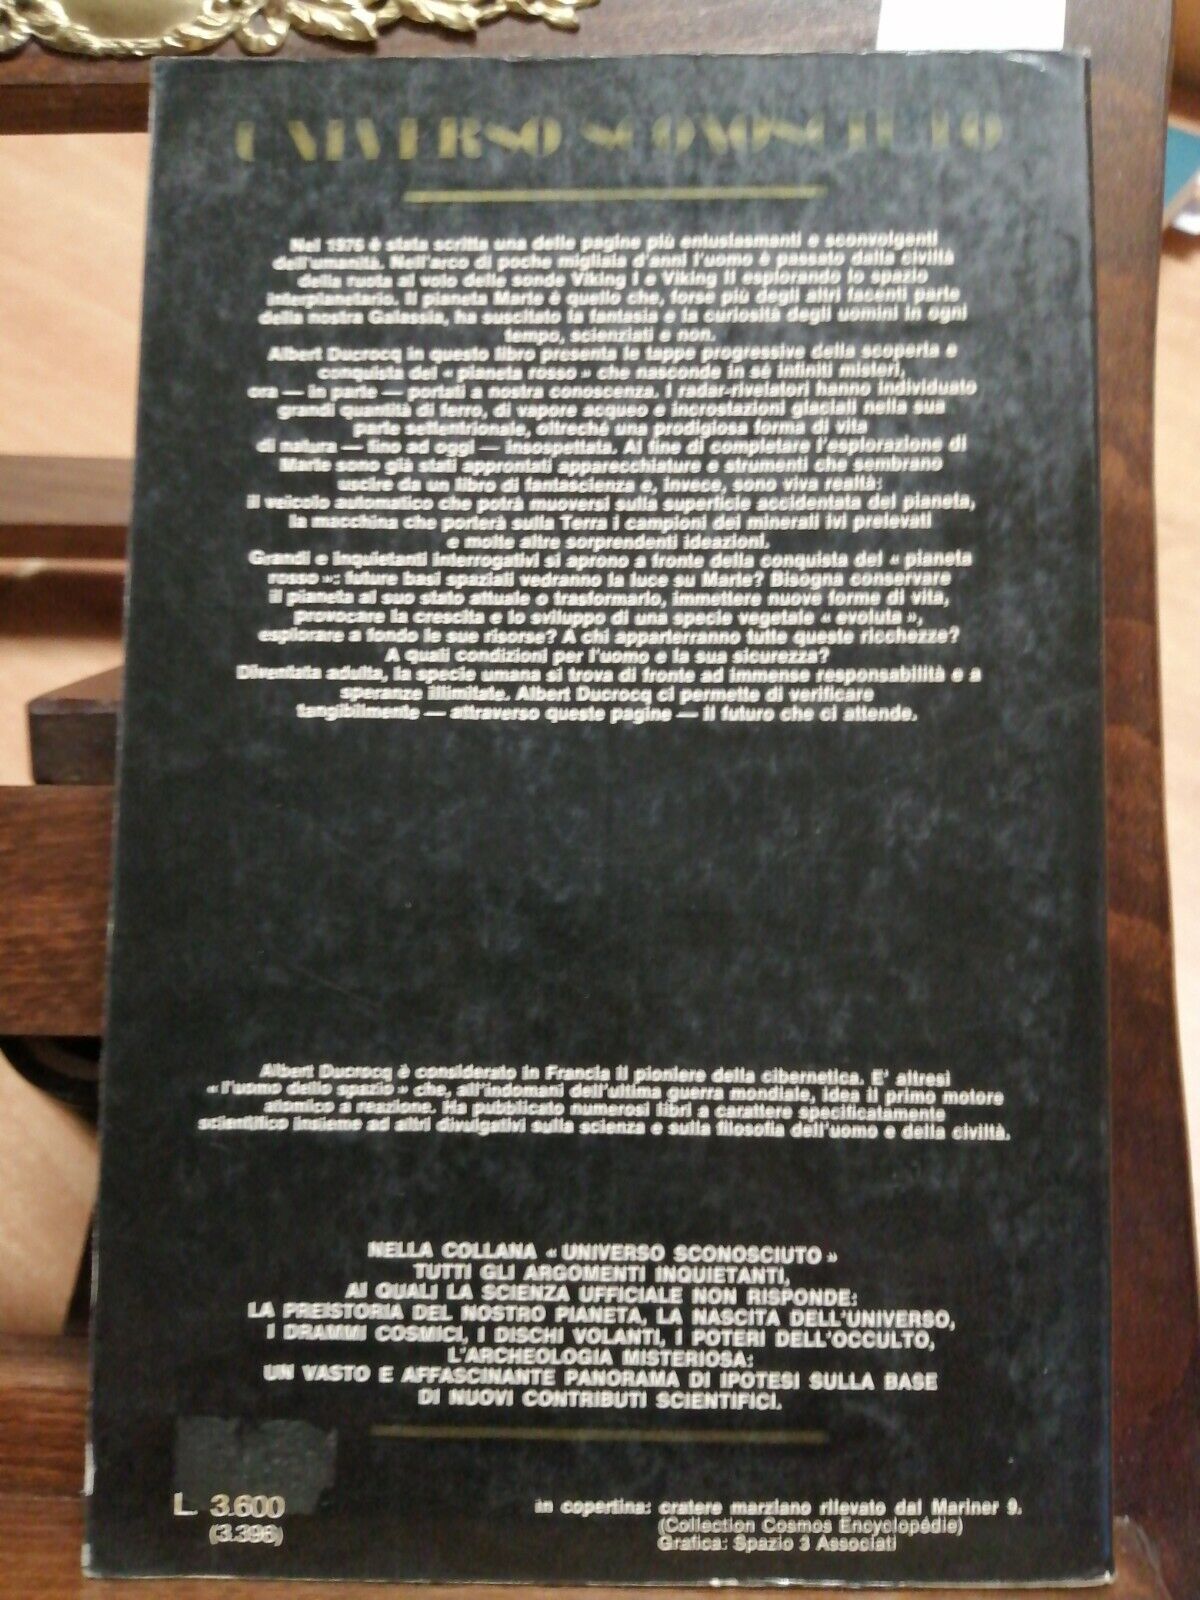 UNIVERSO SCONOSCIUTO
Nel 1976 è stata scritta una delle pagine più entusiasmanti e sconvolgenti
dell'umanità. Nell'arco di poche migliaia d'anni l'uomo è passato dalla civiltà
della ruota al volo delle sonde Viking I e Viking II esplorando lo spazio
interplanetario. Il pianeta Marte è quello che, forse più degli altri facenti parte
della nostra Galassia, ha suscitato la fantasia e la curiosità degli uomini in ogni
tempo, scienziati e non.
Albert Ducrocq in questo libro presenta le tappe progressive della scoperta e
conquista del « pianeta rosso » che nasconde in sé infiniti misteri,
ora — in parte — portati a nostra conoscenza. I radar-rivelatori hanno individuato
grandi quantità di ferro, di vapore acqueo e incrostazioni glaciali nella sua
parte settentrionale, oltreché una prodigiosa forma di vita
di natura — fino ad oggi — insospettata. Al fine di completare l'esplorazione di
Marte sono già stati approntati apparecchiature e strumenti che sembrano
uscire da un libro di fantascienza e, invece, sono viva realtà:
il veicolo automatico che potrà muoversi sulla superficie accidentata del pianeta,
la macchina che porterà sulla Terra i campioni dei minerali ivi prelevati
e molte altre sorprendenti ideazioni.
Grandi e inquietanti interrogativi si aprono a fronte della conquista del « pianeta
rosso »: future basi spaziali vedranno la luce su Marte? Bisogna conservare
il pianeta al suo stato attuale o trasformarlo, immettere nuove forme di vita,
provocare la crescita e lo sviluppo di una specie vegetale « evoluta »,
esplorare a fondo le sue risorse? A chi apparterranno tutte queste ricchezze?
A quali condizioni per l'uomo e la sua sicurezza?
Diventata adulta, la specie umana si trova di fronte ad immense responsabilità e a
speranze illimitate. Albert Ducrocq ci permette di verificare
tangibilmente — attraverso queste pagine — il futuro che ci attende.
Albert Ducrocq è considerato in Francia il pioniere della cibernetica. E' altresì
« l'uomo dello spazio » che, all'indomani dell'ultima guerra mondiale, idea il primo motore
atomico a reazione. Ha pubblicato numerosi libri a carattere specificatamente
scientifico insieme ad altri divulgativi sulla scienza e sulla filosofia dell'uomo e della civiltà.
NELLA COLLANA « UNIVERSO SCONOSCIUTO »
TUTTI GLI ARGOMENTI INQUIETANTI,
AI QUALI LA SCIENZA UFFICIALE NON RISPONDE:
LA PREISTORIA DEL NOSTRO PIANETA, LA NASCITA DELL'UNIVERSO,
I DRAMMI COSMICI, I DISCHI VOLANTI, I POTERI DELL'OCCULTO,
L'ARCHEOLOGIA MISTERIOSA:
UN VASTO E AFFASCINANTE PANORAMA DI IPOTESI SULLA BASE
DI NUOVI CONTRIBUTI SCIENTIFICI.
L. 3.600
(3.396)
in copertina: cratere marziano rilevato dal Mariner 9.
(Collection Cosmos Encyclopédie)
Grafica: Spazio 3 Associati